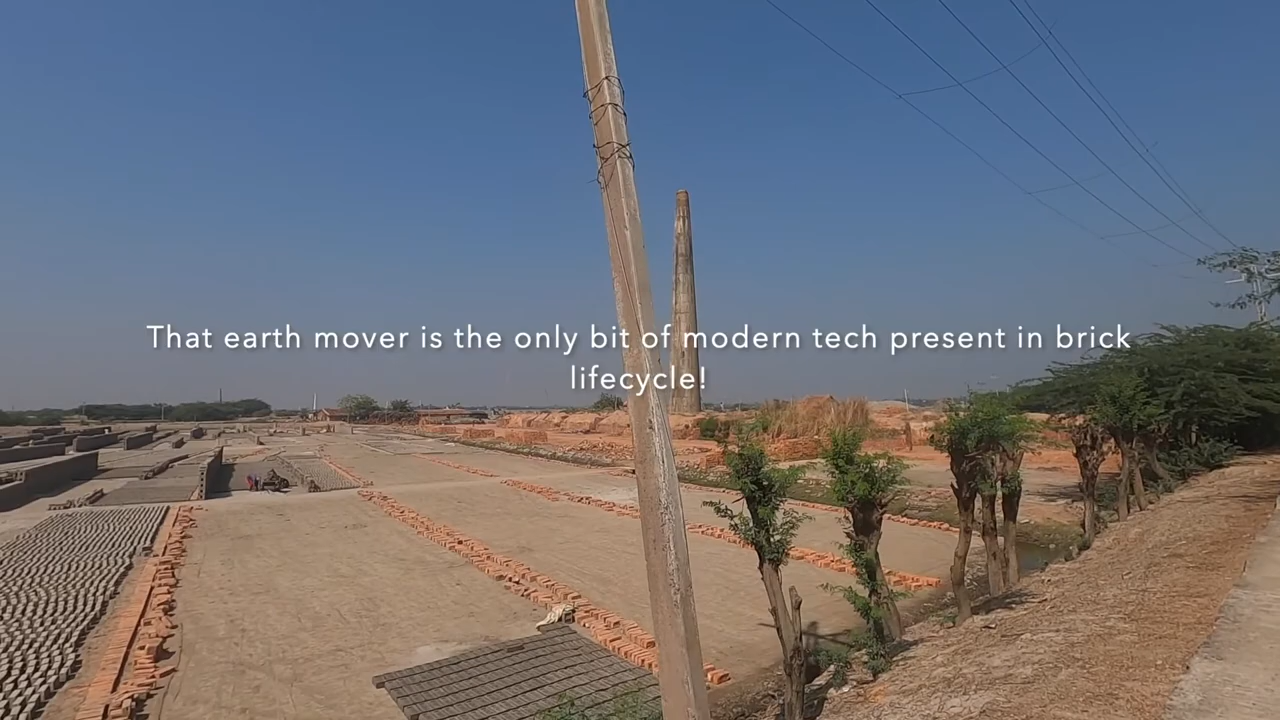 That earth mover is the only bit of modern tech present in brick
lifecycle!